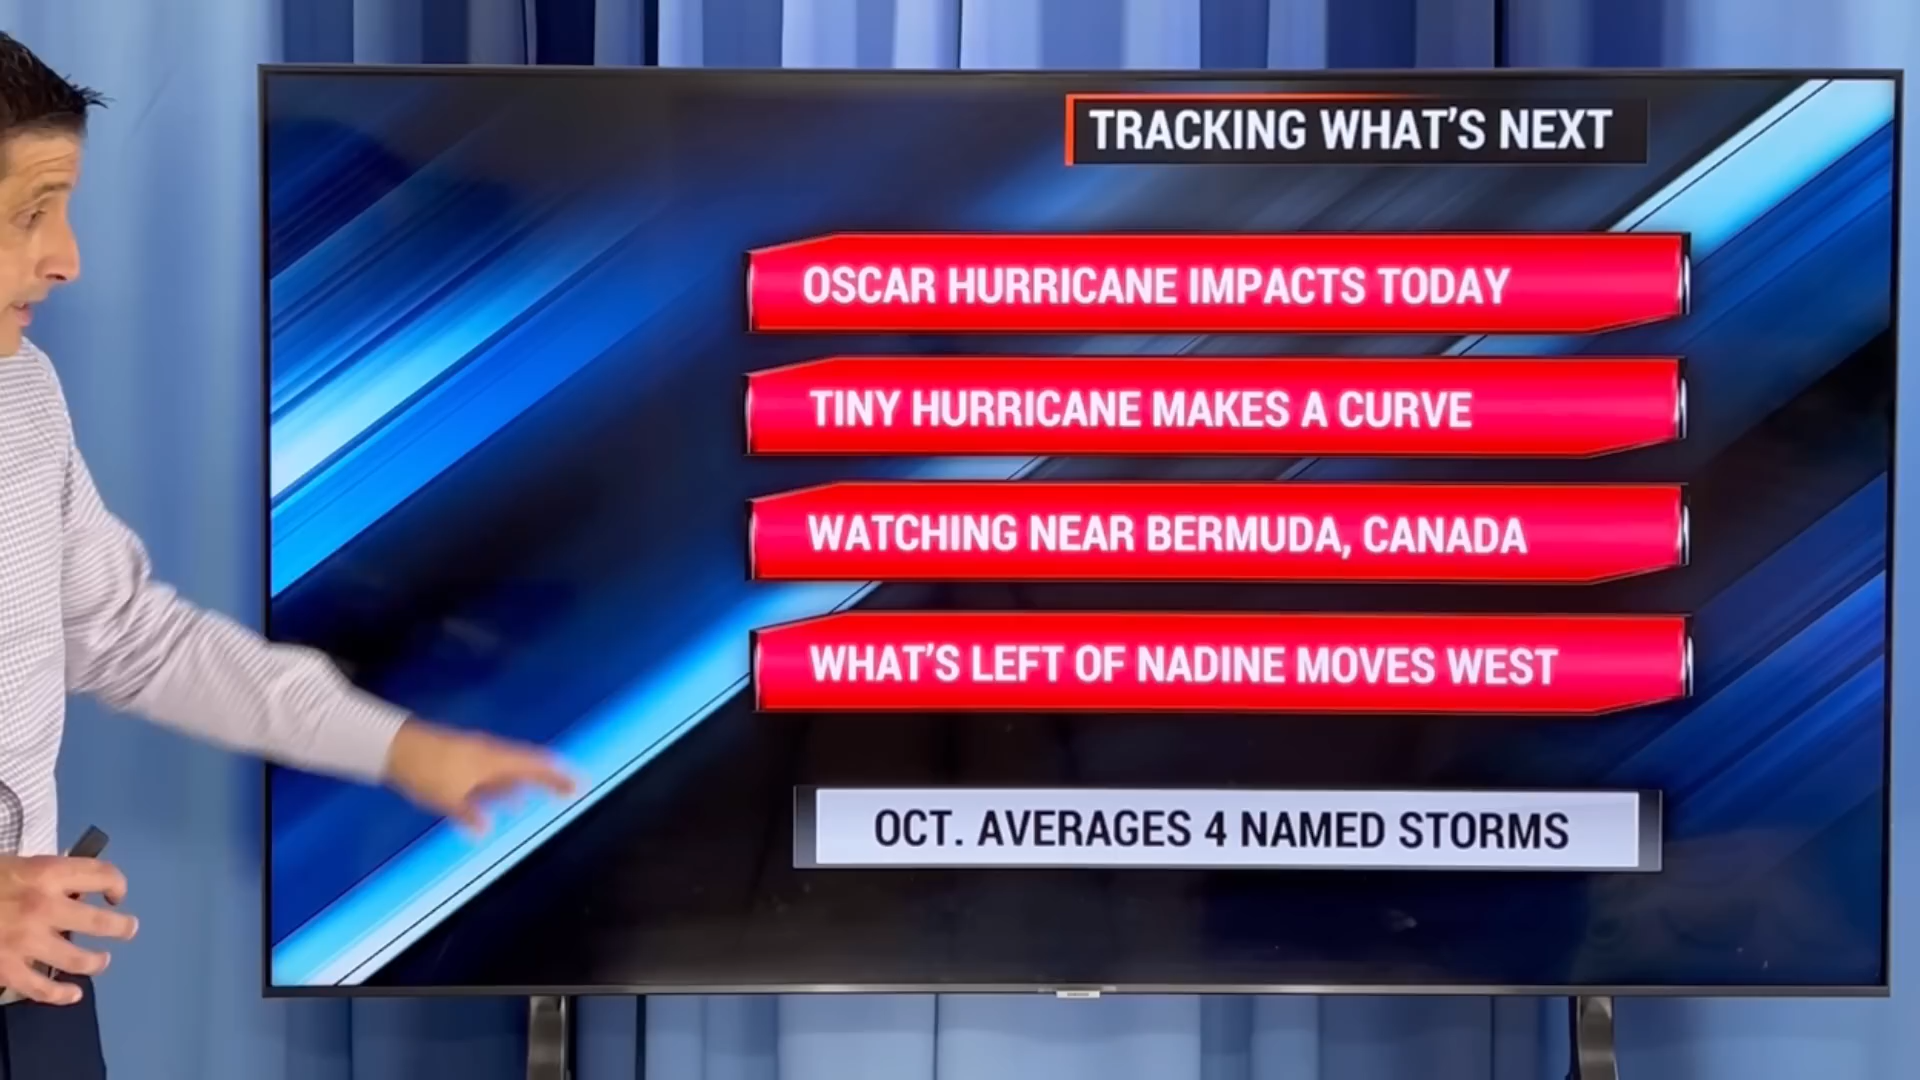 TRACKING WHAT'S NEXT
OSCAR HURRICANE IMPACTS TODAY
TINY HURRICANE MAKES A CURVE
WATCHING NEAR BERMUDA, CANADA
WHAT'S LEFT OF NADINE MOVES WEST
OCT. AVERAGES 4 NAMED STORMS